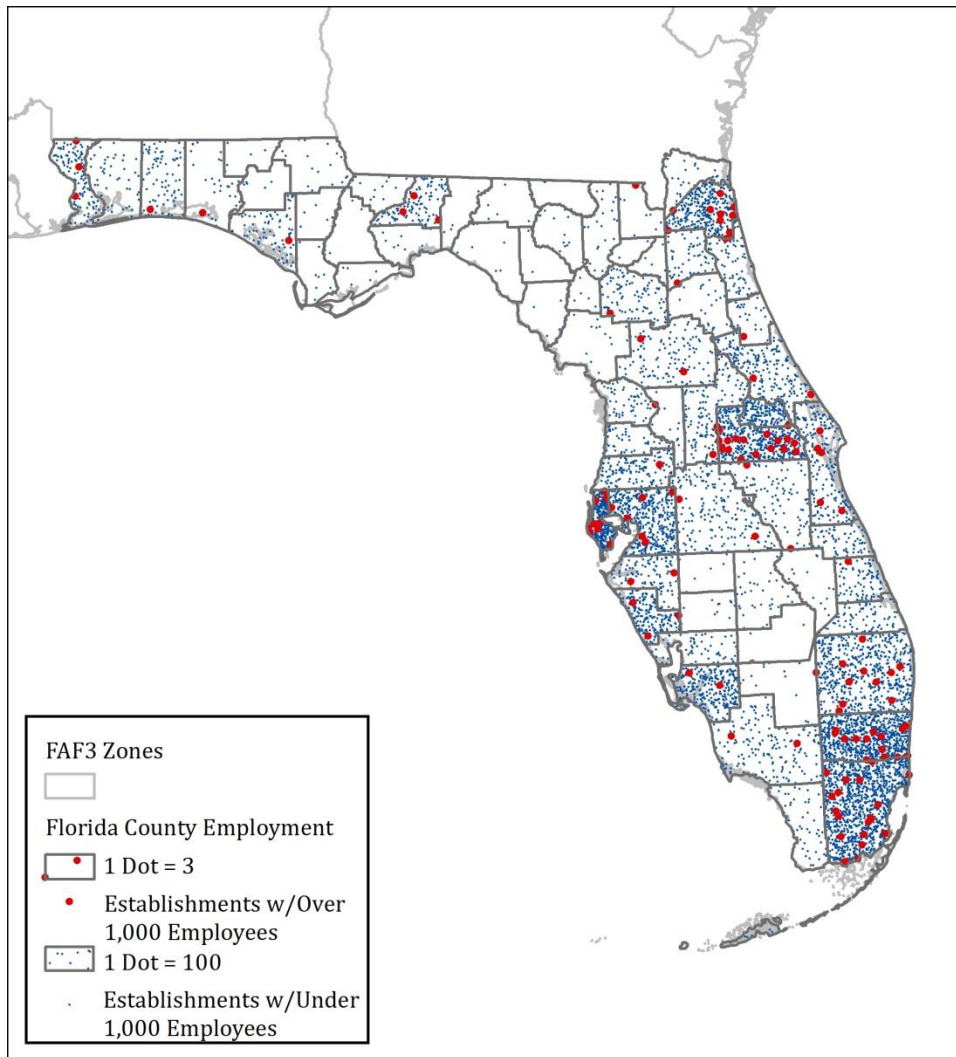 FAF3 Zones
Florida County Employment
1 Dot = 3
Establishments w/Over
1,000 Employees
1 Dot = 100
Establishments w/Under
1,000 Employees